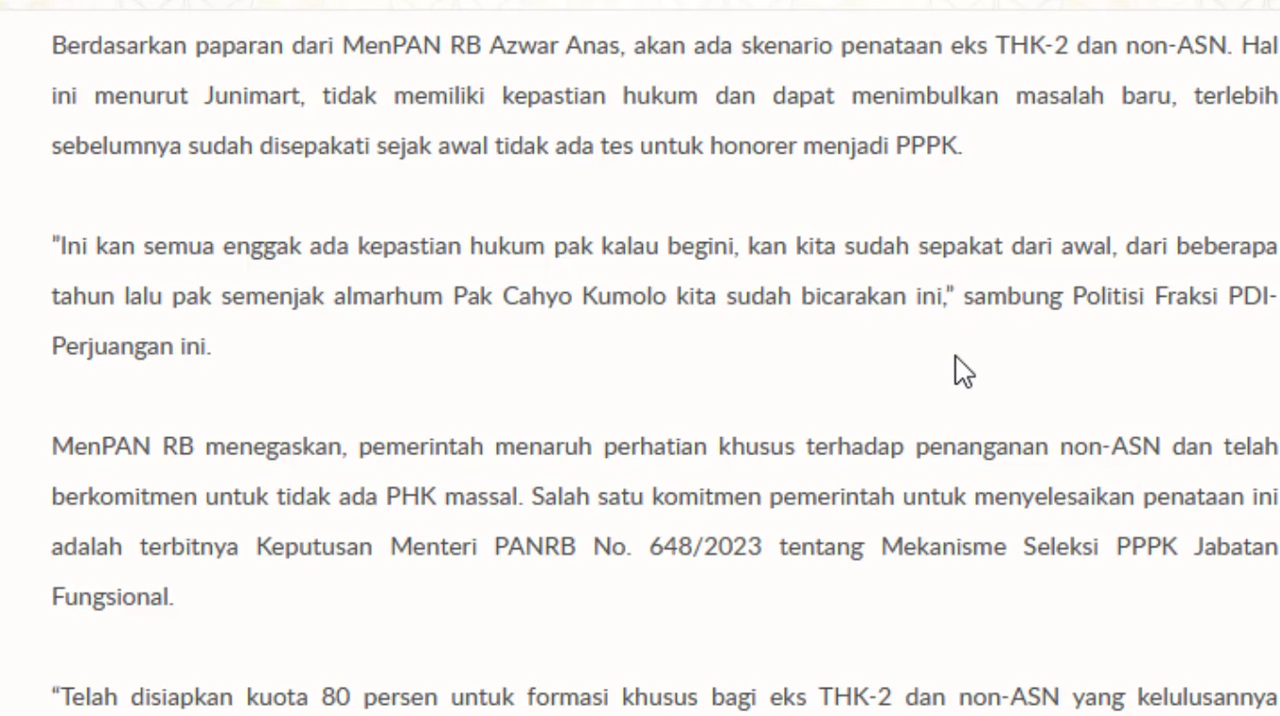 Berdasarkan paparan dari MenPAN RB Azwar Anas, akan ada skenario penataan eks THK-2 dan non-ASN. Hal
ini menurut Junimart, tidak memiliki kepastian hukum dan dapat menimbulkan masalah baru, terlebih
sebelumnya sudah disepakati sejak awal tidak ada tes untuk honorer menjadi PPPK.
”Ini kan semua enggak ada kepastian hukum pak kalau begini, kan kita sudah sepakat dari awal, dari beberapa
tahun lalu pak semenjak almarhum Pak Cahyo Kumolo kita sudah bicarakan ini,” sambung Politisi Fraksi PDI-
Perjuangan ini.
MenPAN RB menegaskan, pemerintah menaruh perhatian khusus terhadap penanganan non-ASN dan telah
berkomitmen untuk tidak ada PHK massal. Salah satu komitmen pemerintah untuk menyelesaikan penataan ini
adalah terbitnya Keputusan Menteri PANRB No. 648/2023 tentang Mekanisme Seleksi PPPK Jabatan
Fungsional.
“Telah disiapkan kuota 80 persen untuk formasi khusus bagi eks THK-2 dan non-ASN yang kelulusannya